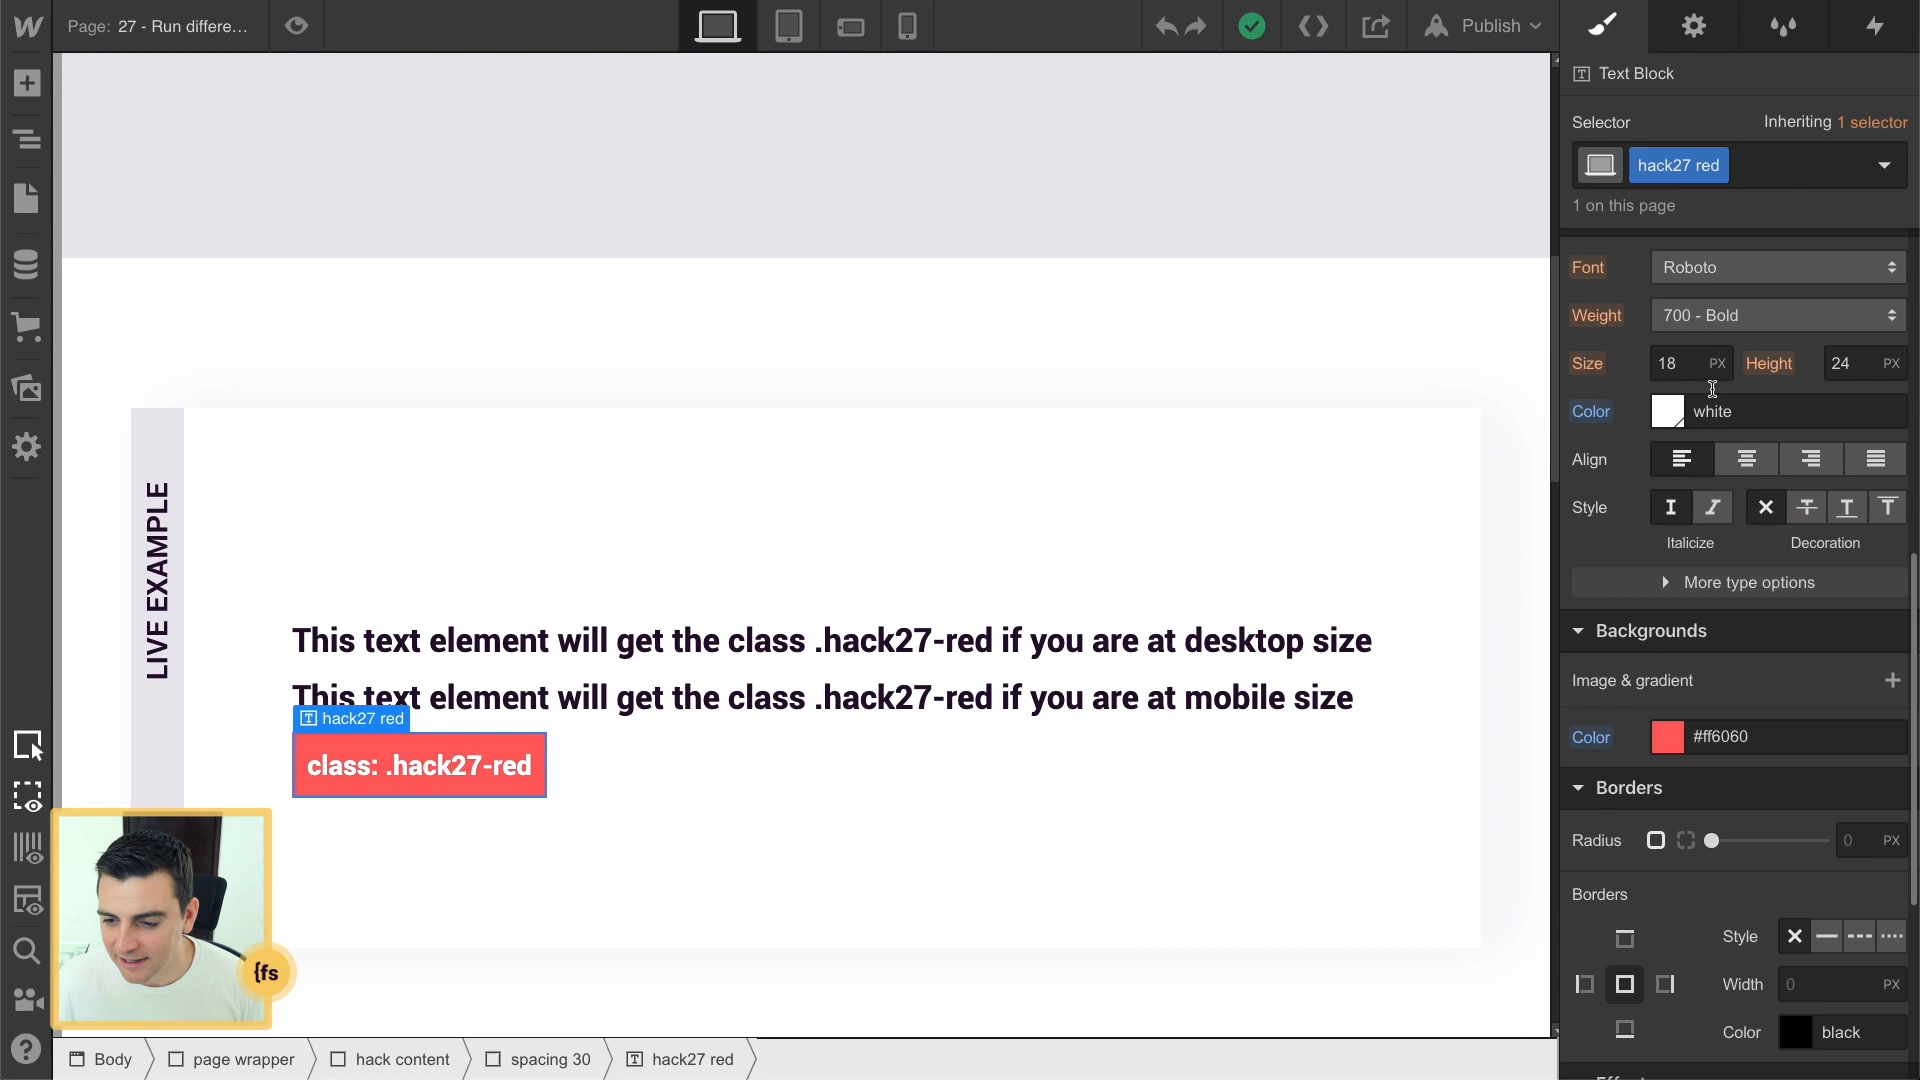 Page: 27 - Run differe...
Publish
Text Block
Selector
Inheriting 1 selector
hack27 red
1 on this page
Font
Roboto
Weight
700 - Bold
Size
18 PX
Height
24 PX
Color
white
Align
Style
Italicize
Decoration
More type options
Backgrounds
Image & gradient
Color
#ff6060
Borders
Radius
0 PX
Borders
Style
Width
0 PX
Color
black
LIVE EXAMPLE
This text element will get the class .hack27-red if you are at desktop size
This text element will get the class .hack27-red if you are at mobile size
hack27 red
class: .hack27-red
{fs
Body
page wrapper
hack content
spacing 30
hack27 red